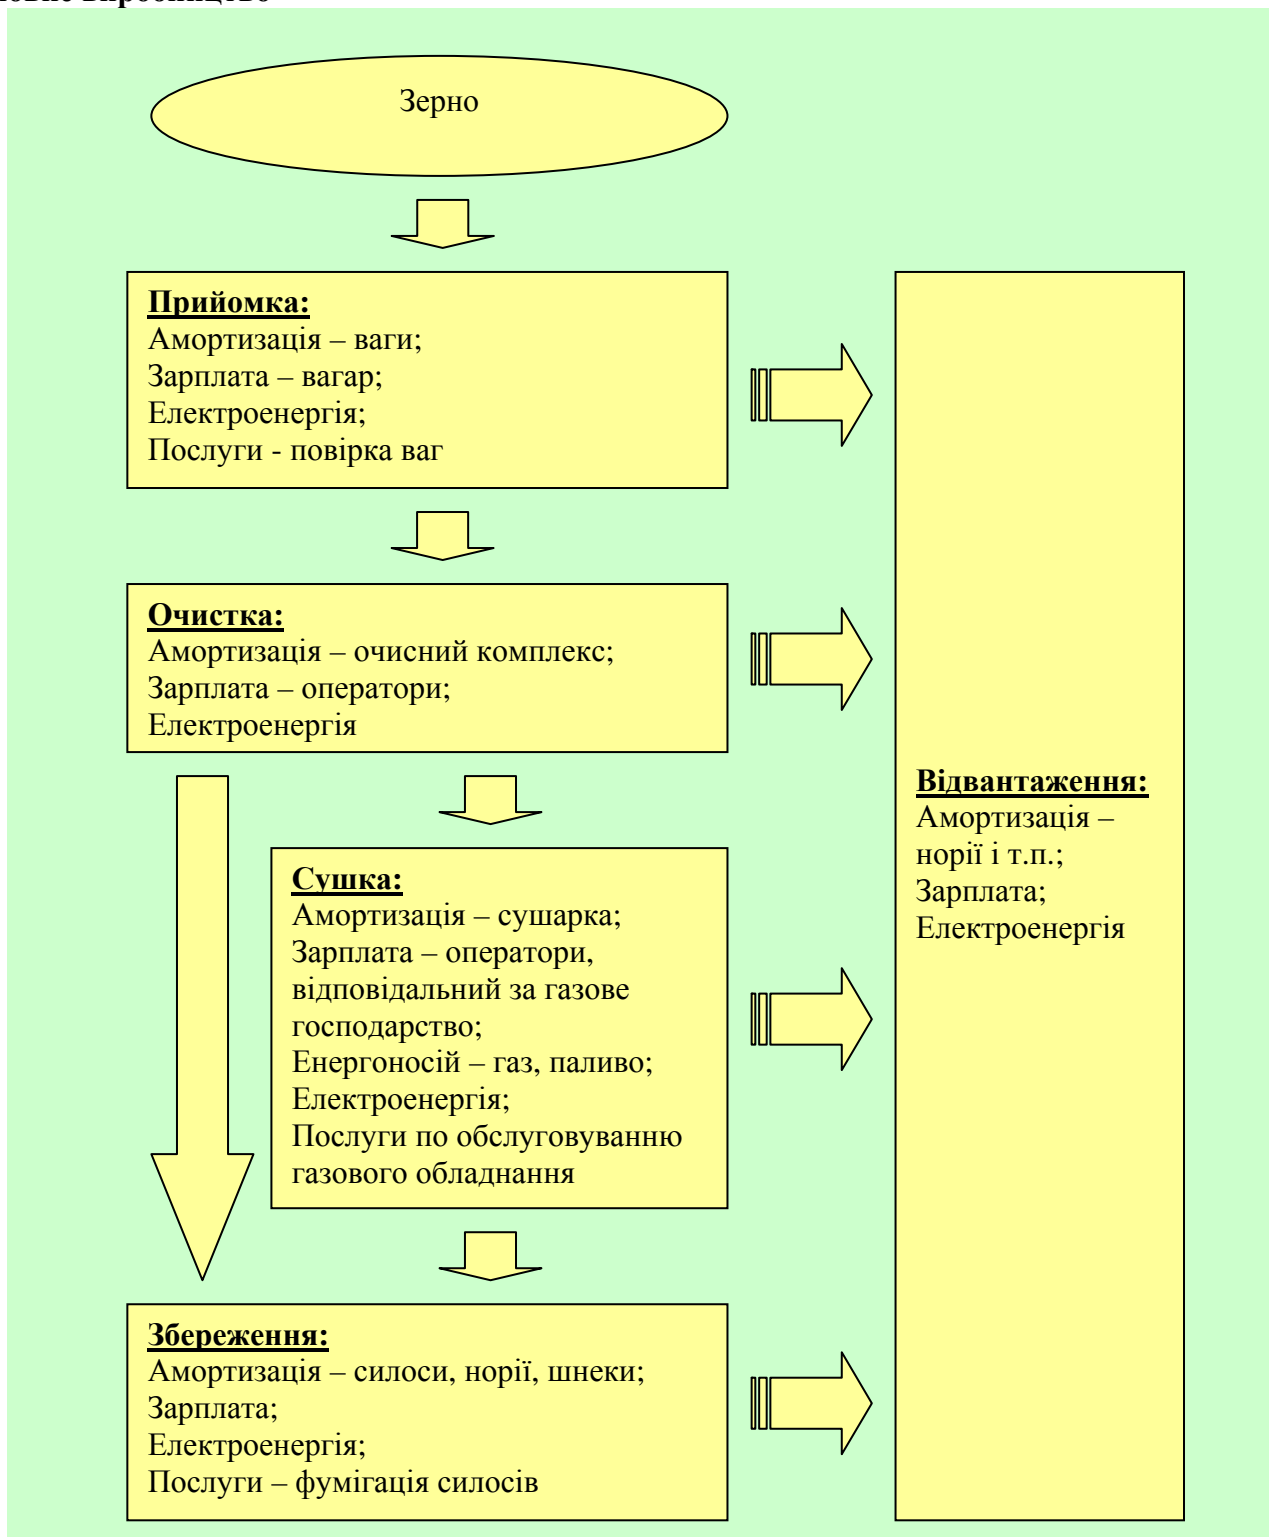 Зерно
Прийомка:
Амортизація – ваги;
Зарплата – вагар;
Електроенергія;
Послуги - повірка ваг
Очистка:
Амортизація – очисний комплекс;
Зарплата – оператори;
Електроенергія
Сушка:
Амортизація – сушарка;
Зарплата – оператори,
відповідальний за газове
господарство;
Енергоносій – газ, паливо;
Електроенергія;
Послуги по обслуговуванню
газового обладнання
Збереження:
Амортизація – силоси, норії, шнеки;
Зарплата;
Електроенергія;
Послуги – фумігація силосів
Відвантаження:
Амортизація –
норії і т.п.;
Зарплата;
Електроенергія